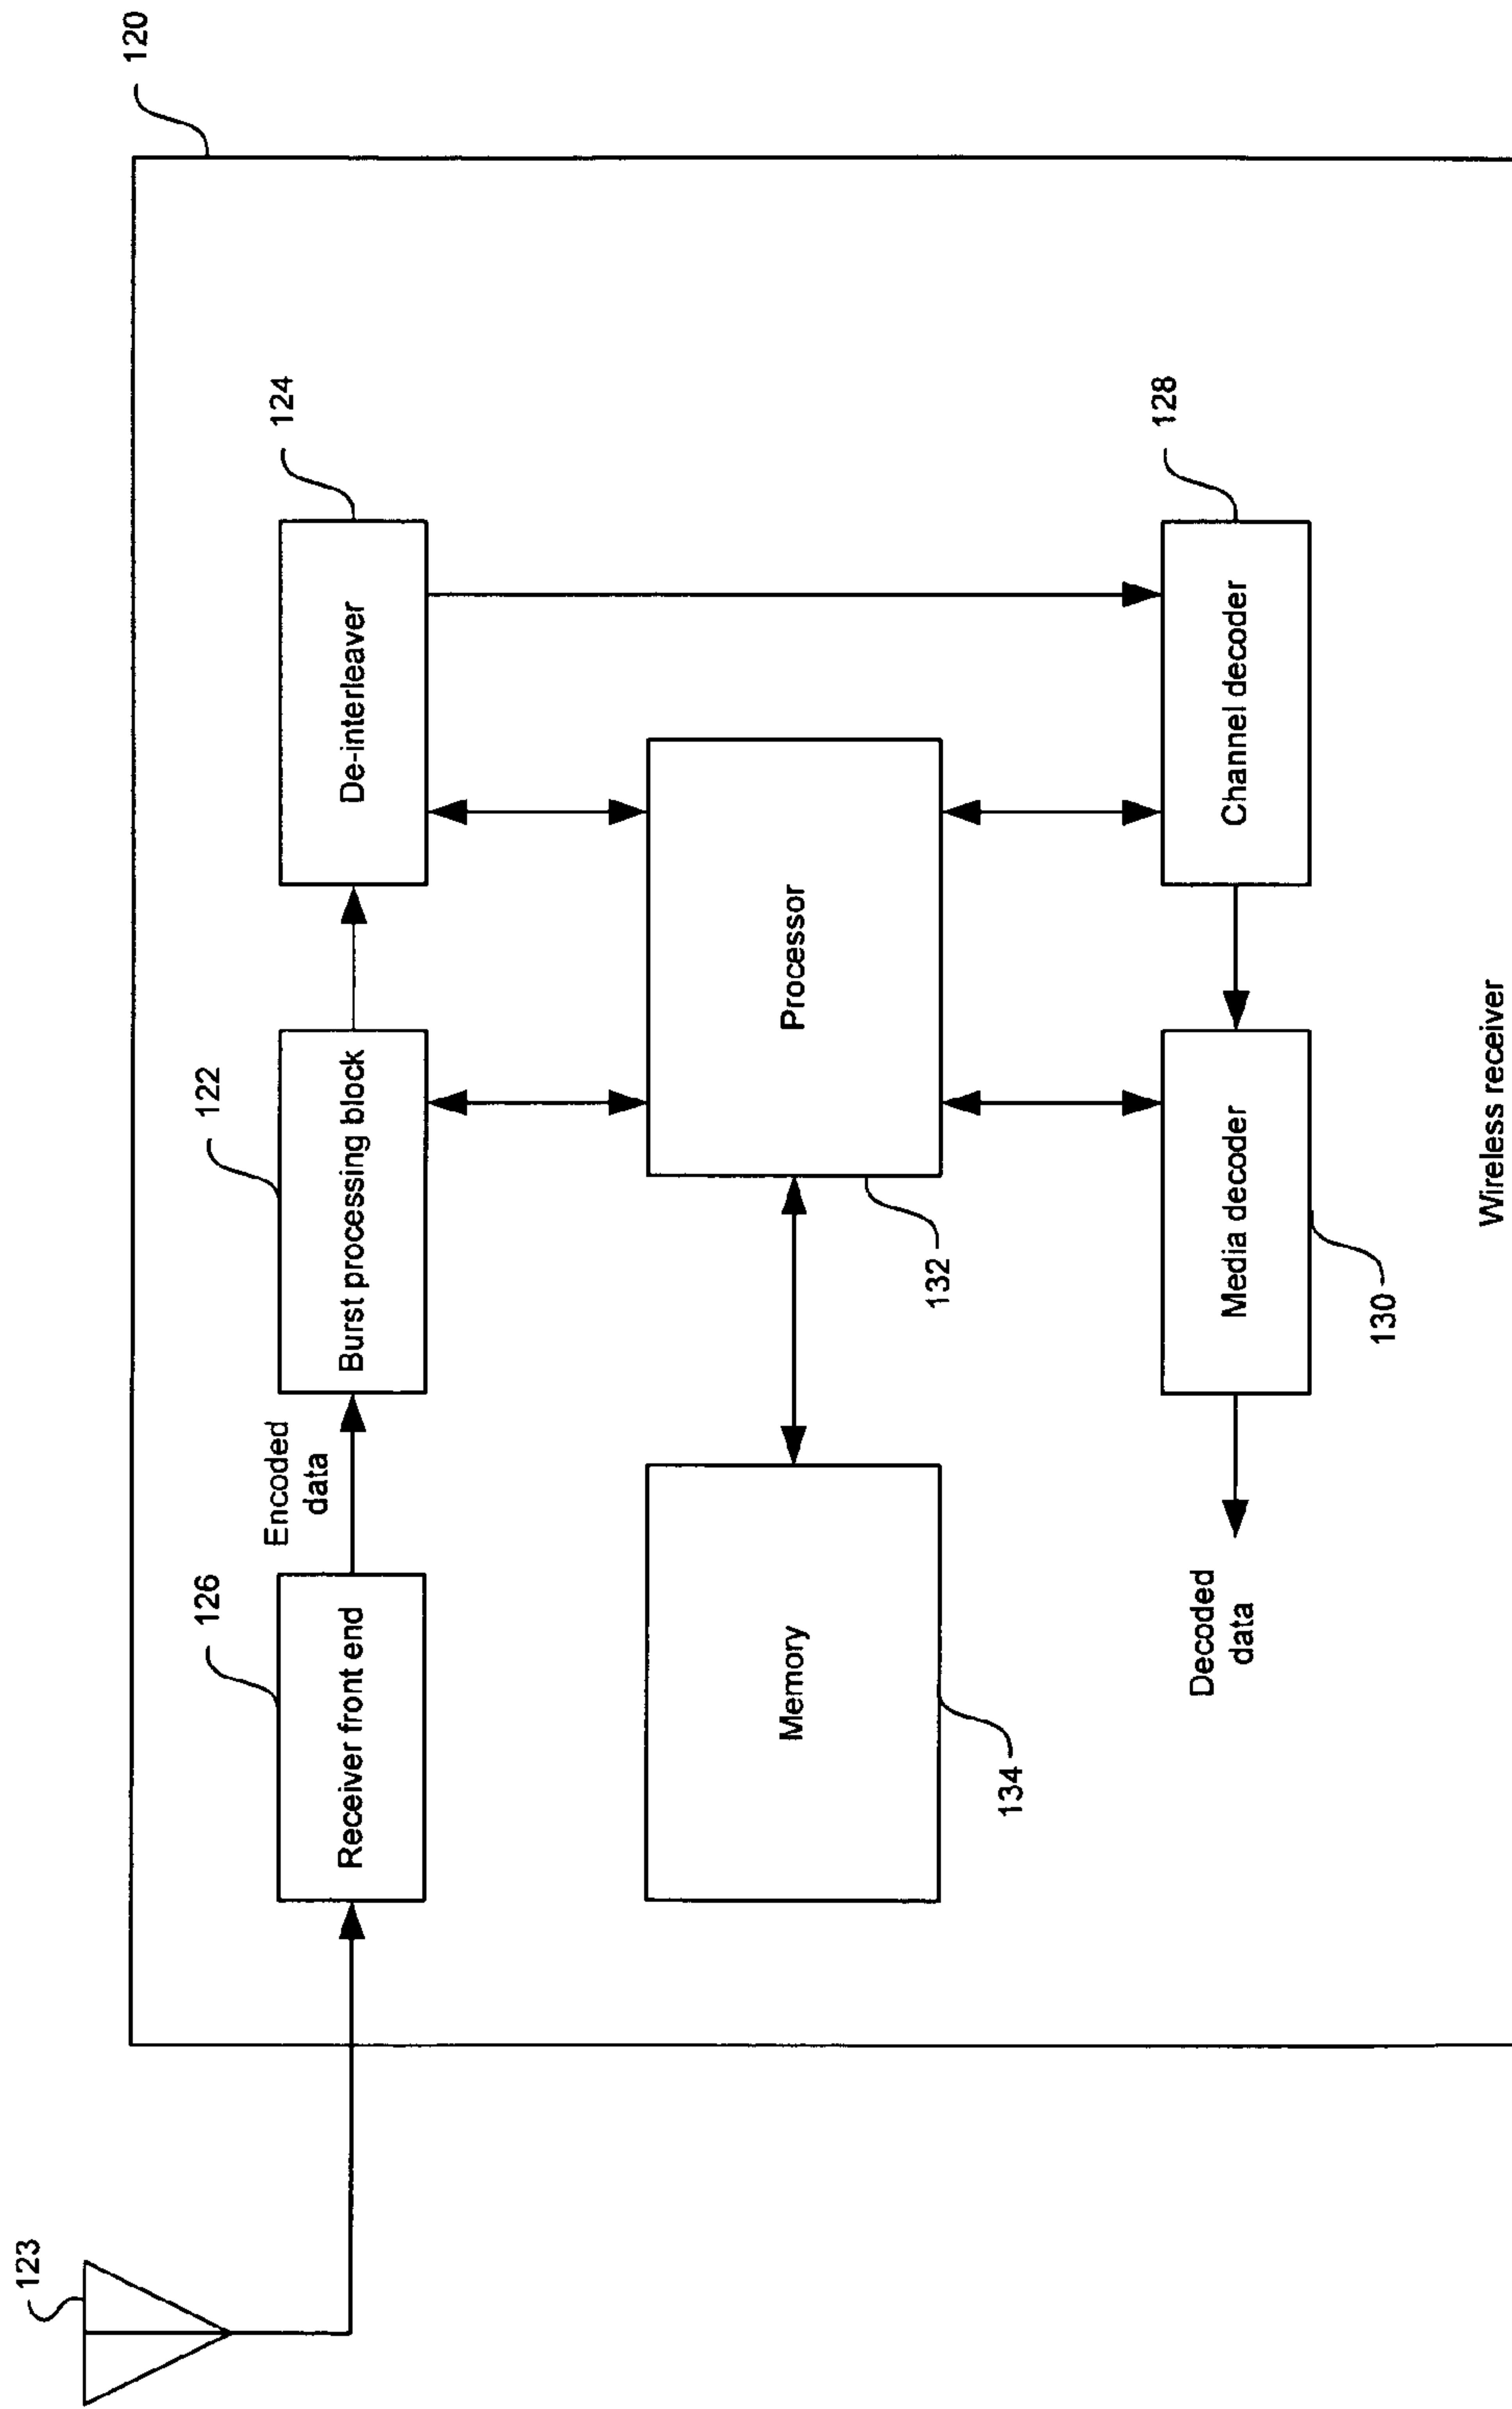 120
123
126
Encoded
data
122
124
Receiver front end
Burst processing block
De-interleaver
Memory
Processor
134
132
128
Decoded
data
Media decoder
Channel decoder
130
Wireless receiver